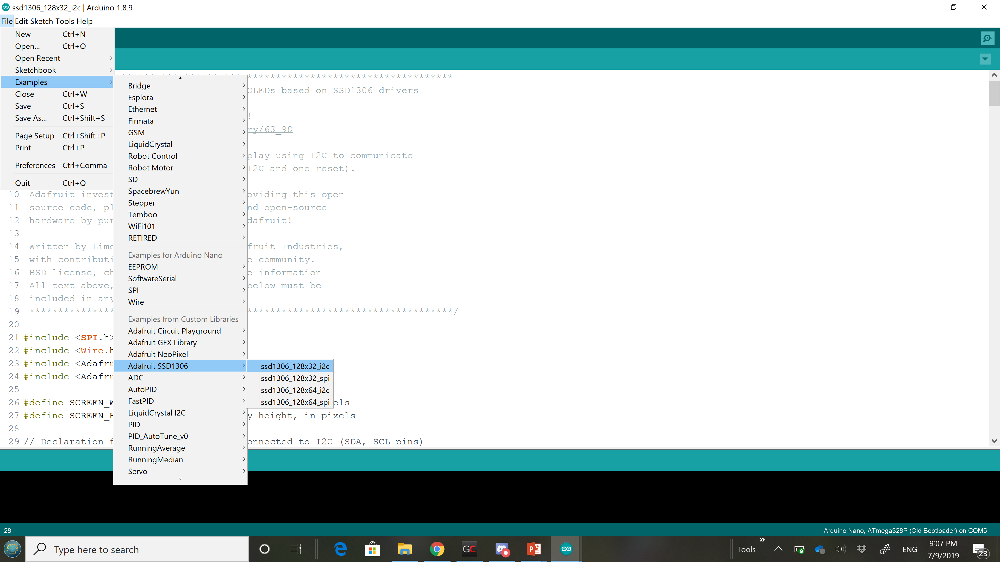 ssd1306_128x32_i2c | Arduino 1.8.9
File Edit Sketch Tools Help
New Ctrl+N
Open... Ctrl+O
Open Recent
Sketchbook
Examples
Close Ctrl+W
Save Ctrl+S
Save As... Ctrl+Shift+S
Page Setup Ctrl+Shift+P
Print Ctrl+P
Preferences Ctrl+Comma
Quit Ctrl+Q
Bridge
Esplora
Ethernet
Firmata
GSM
LiquidCrystal
Robot Control
Robot Motor
SD
SpacebrewYun
Stepper
Temboo
WiFi101
RETIRED
Examples for Arduino Nano
EEPROM
SoftwareSerial
SPI
Wire
Examples from Custom Libraries
Adafruit Circuit Playground
Adafruit GFX Library
Adafruit NeoPixel
Adafruit SSD1306
ADC
AutoPID
FastPID
LiquidCrystal I2C
PID
PID_AutoTune_v0
RunningAverage
RunningMedian
Servo
ssd1306_128x32_i2c
ssd1306_128x32_spi
ssd1306_128x64_i2c
ssd1306_128x64_spi
************************************
OLEDs based on SSD1306 drivers
!
ry/63_98
play using I2C to communicate
I2C and one reset).
10 Adafruit invest oviding this open
11 source code, pl nd open-source
12 hardware by pur dafruit!
13
14 Written by Limo fruit Industries,
15 with contributi e community.
16 BSD license, ch e information
17 All text above, below must be
18 included in any
19 *************** ************************************/
20
21 #include <SPI.h>
22 #include <Wire.h
23 #include <Adafru
24 #include <Adafru
25
26 #define SCREEN_W els
27 #define SCREEN_H y height, in pixels
28
29 // Declaration f onnected to I2C (SDA, SCL pins)
28 Arduino Nano, ATmega328P (Old Bootloader) on COM5
Type here to search
GC
Tools
ENG
9:07 PM
7/9/2019
23